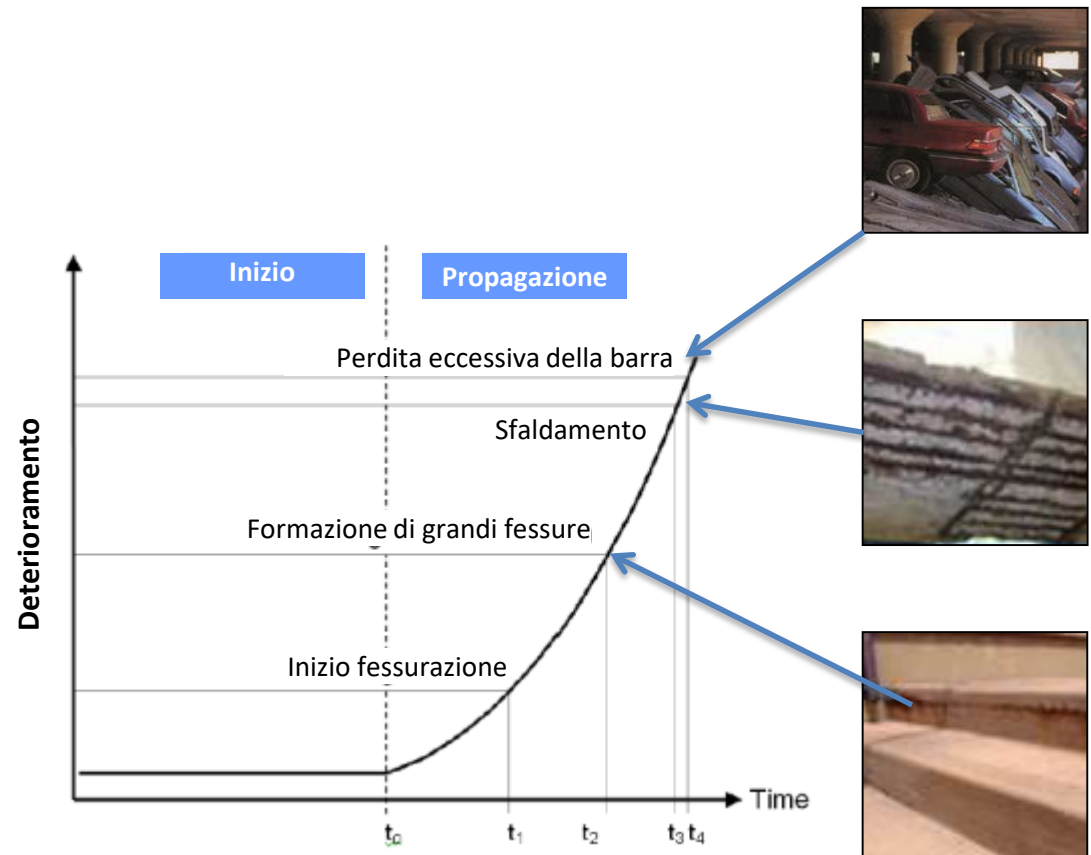 Inizio
Propagazione
Perdita eccessiva della barra
Sfaldamento
Deterioramento
Formazione di grandi fessure
Inizio fessurazione
Time
t₀ t₁ t₂ t₃ t₄